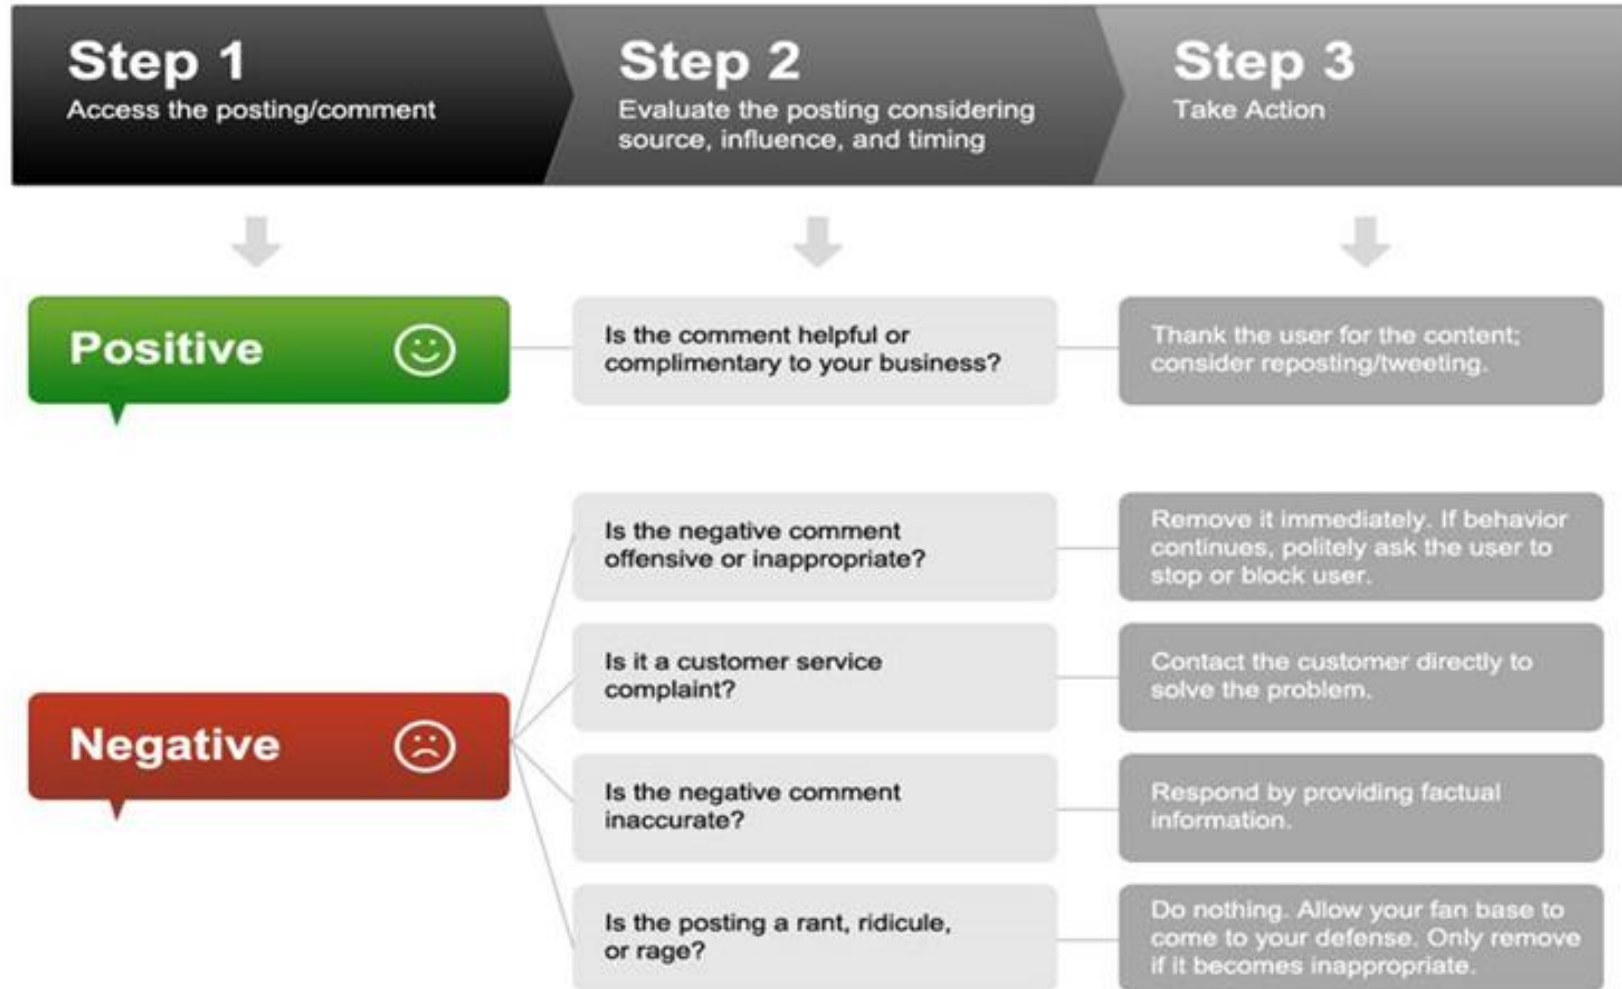 Step 1
Access the posting/comment
Step 2
Evaluate the posting considering
source, influence, and timing
Step 3
Take Action
Positive
Is the comment helpful or
complimentary to your business?
Thank the user for the content;
consider reposting/tweeting.
Negative
Is the negative comment
offensive or inappropriate?
Remove it immediately. If behavior
continues, politely ask the user to
stop or block user.
Is it a customer service
complaint?
Contact the customer directly to
solve the problem.
Is the negative comment
inaccurate?
Respond by providing factual
information.
Is the posting a rant, ridicule,
or rage?
Do nothing. Allow your fan base to
come to your defense. Only remove
if it becomes inappropriate.